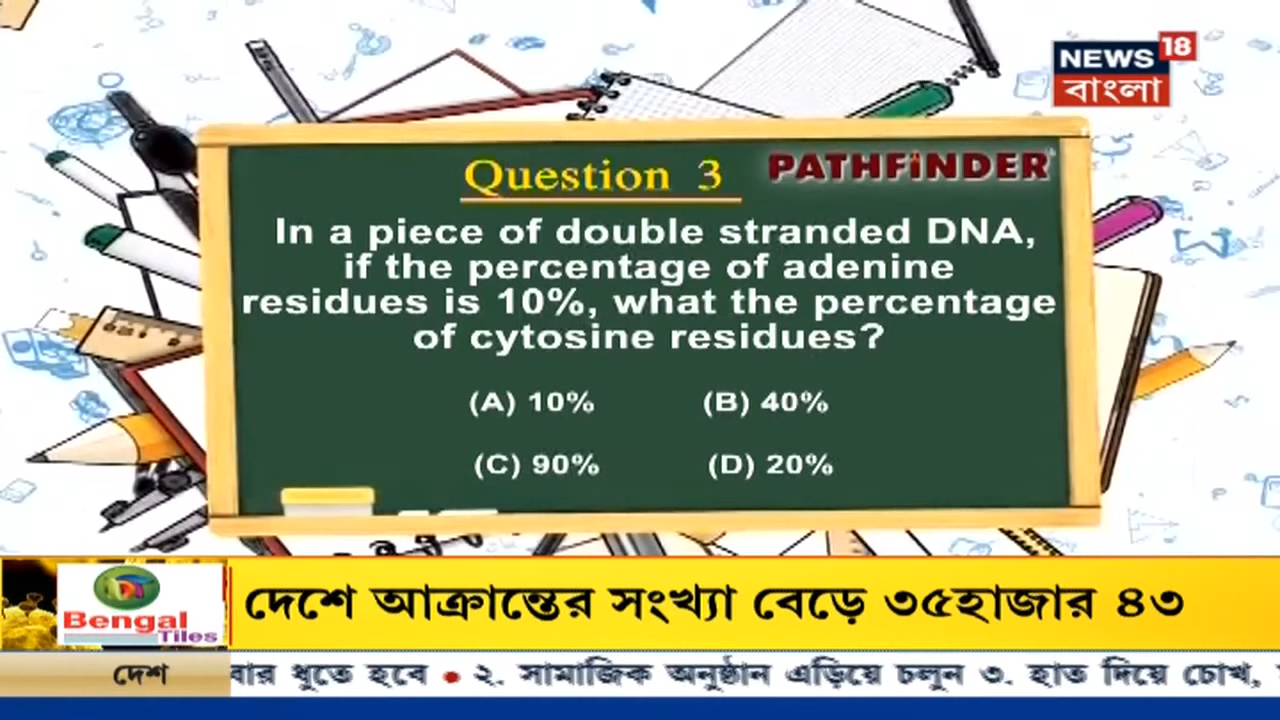 NEWS 18
বাংলা
Question 3
PATHFINDER
In a piece of double stranded DNA,
if the percentage of adenine
residues is 10%, what the percentage
of cytosine residues?
(A) 10% (B) 40%
(C) 90% (D) 20%
Bengal
Tiles
দেশে আক্রান্তের সংখ্যা বেড়ে ৩৫হাজার ৪৩
দেশ
বার ধুতে হবে • ২. সামাজিক অনুষ্ঠান এড়িয়ে চলুন ৩. হাত দিয়ে চোখ,